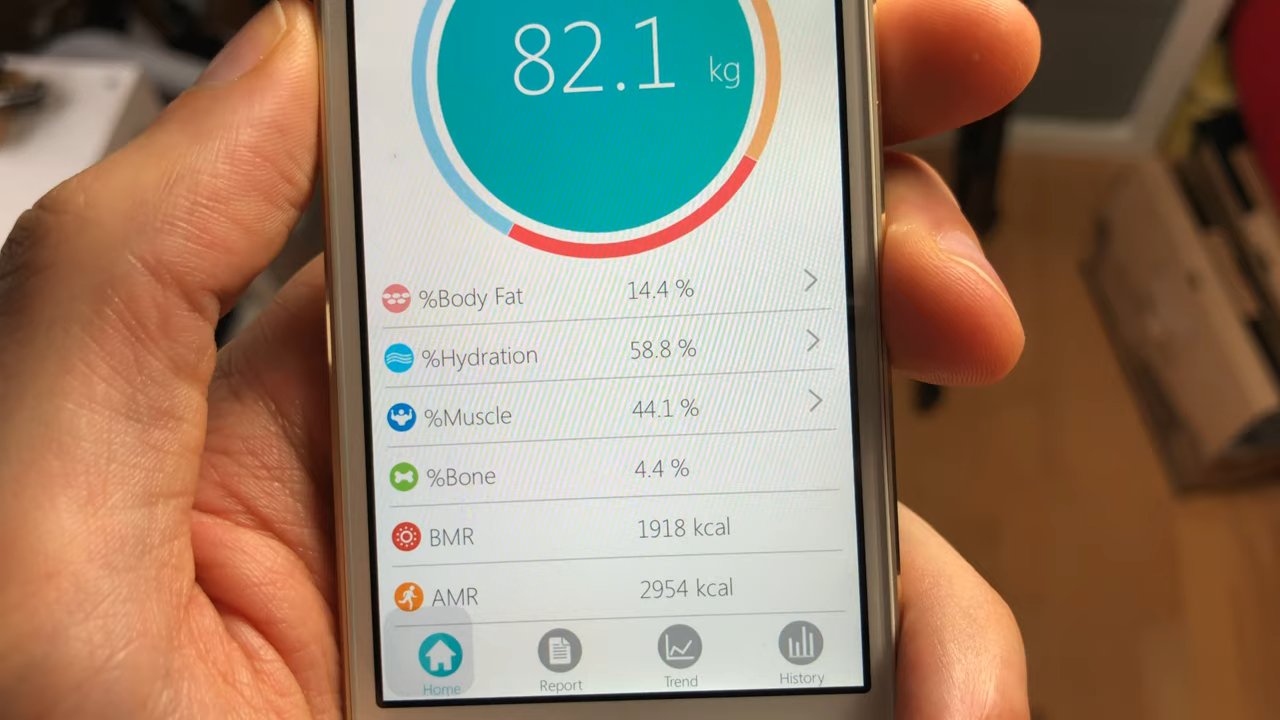 82.1 kg
%Body Fat 14.4 %
%Hydration 58.8 %
%Muscle 44.1 %
%Bone 4.4 %
BMR 1918 kcal
AMR 2954 kcal
Home Report Trend History